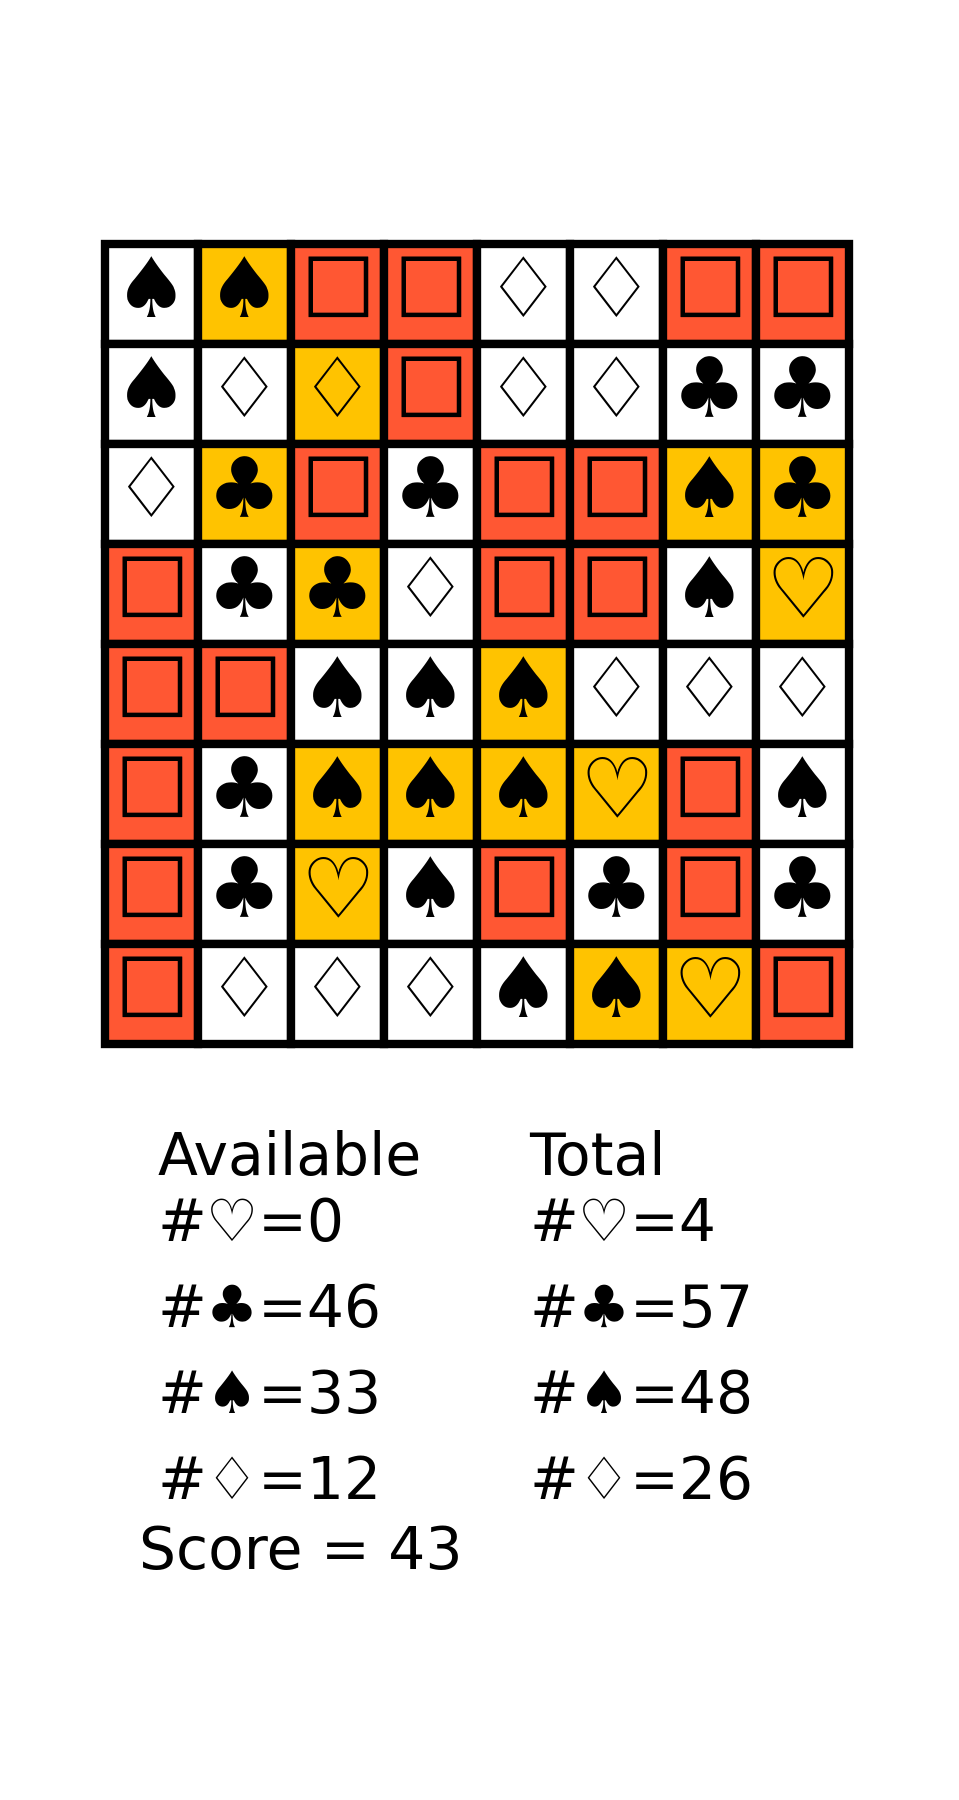 ♠ ♠ □ □ ♢ ♢ □ □
♠ ♢ ♢ □ ♢ ♢ ♣ ♣
♢ ♣ □ ♣ □ □ ♠ ♣
□ ♣ ♣ ♢ □ □ ♠ ♡
□ □ ♠ ♠ ♠ ♢ ♢ ♢
□ ♣ ♠ ♠ ♠ ♡ □ ♠
□ ♣ ♡ ♠ □ ♣ □ ♣
□ ♢ ♢ ♢ ♠ ♠ ♡ □
Available Total
#♡=0 #♡=4
#♣=46 #♣=57
#♠=33 #♠=48
#♢=12 #♢=26
Score = 43